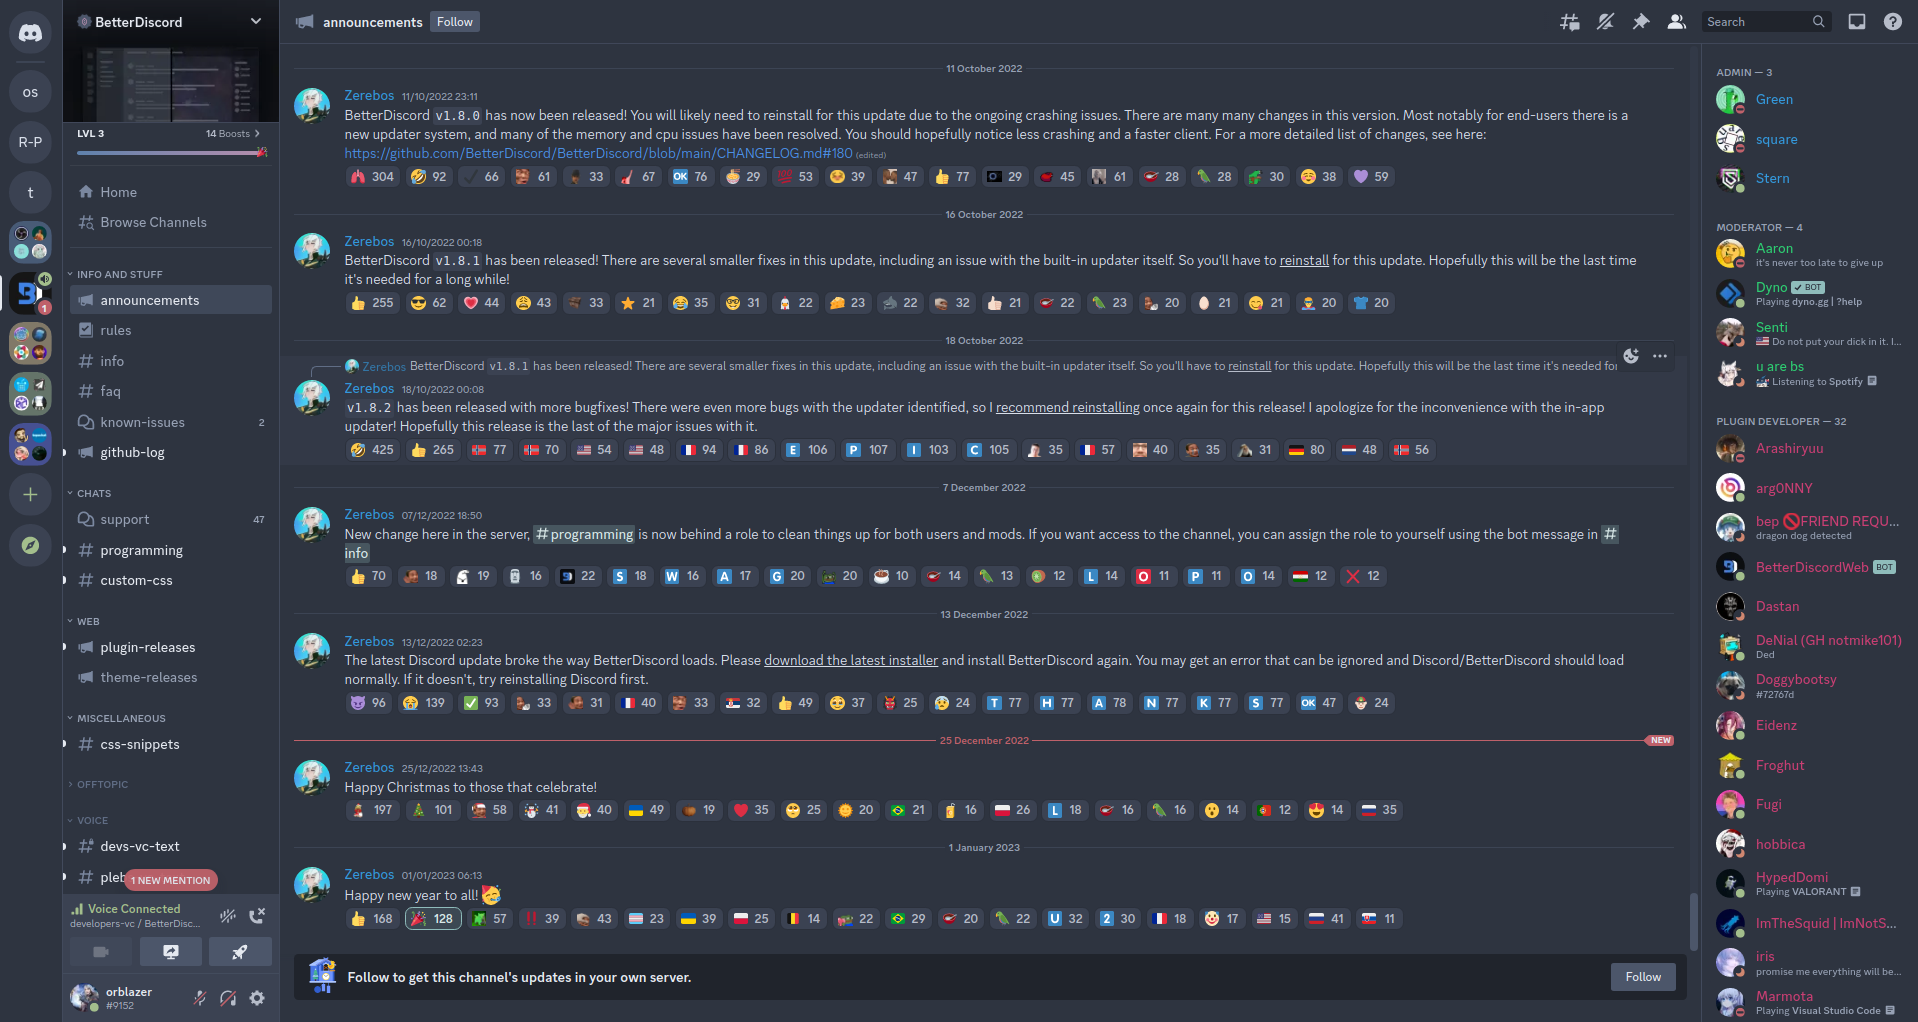 BetterDiscord
LVL 3
14 Boosts
Home
Browse Channels
INFO AND STUFF
announcements
rules
info
faq
known-issues
2
github-log
CHATS
support
47
programming
custom-css
WEB
plugin-releases
theme-releases
MISCELLANEOUS
css-snippets
OFFTOPIC
VOICE
devs-vc-text
pleb
1 NEW MENTION
Voice Connected
developers-vc / BetterDisc...
orblazer
#9152
os
R-P
t
1
announcements
Follow
Search
11 October 2022
Zerebos 11/10/2022 23:11
BetterDiscord v1.8.0 has now been released! You will likely need to reinstall for this update due to the ongoing crashing issues. There are many changes in this version. Most notably for end-users there is a
new updater system, and many of the memory and cpu issues have been resolved. You should hopefully notice less crashing and a faster client. For a more detailed list of changes, see here:
https://github.com/BetterDiscord/BetterDiscord/blob/main/CHANGELOG.md#180 (edited)
304 92 66 61 33 67 OK 76 29 53 39 47 77 29 45 61 28 28 30 38 59
16 October 2022
Zerebos 16/10/2022 00:18
BetterDiscord v1.8.1 has been released! There are several smaller fixes in this update, including an issue with the built-in updater itself. So you'll have to reinstall for this update. Hopefully this will be the last time
it's needed for a long while!
255 62 44 43 33 21 35 31 22 23 22 32 21 22 23 20 21 21 20 20
18 October 2022
Zerebos BetterDiscord v1.8.1 has been released! There are several smaller fixes in this update, including an issue with the built-in updater itself. So you'll have to reinstall for this update. Hopefully this will be the last time it's needed for
Zerebos 18/10/2022 00:08
v1.8.2 has been released with more bugfixes! There were even more bugs with the updater identified, so I recommend reinstalling once again for this release! I apologize for the inconvenience with the in-app
updater! Hopefully this release is the last of the major issues with it.
425 265 77 70 54 48 94 86 E 106 P 107 I 103 C 105 35 57 40 35 31 80 48 56
7 December 2022
Zerebos 07/12/2022 18:50
New change here in the server, #programming is now behind a role to clean things up for both users and mods. If you want access to the channel, you can assign the role to yourself using the bot message in #
info
70 18 19 16 22 S 18 W 16 A 17 G 20 20 10 14 13 12 L 14 O 11 P 11 O 14 12 12
13 December 2022
Zerebos 13/12/2022 02:23
The latest Discord update broke the way BetterDiscord loads. Please download the latest installer and install BetterDiscord again. You may get an error that can be ignored and Discord/BetterDiscord should load
normally. If it doesn't, try reinstalling Discord first.
96 139 93 33 31 40 33 32 49 37 25 24 T 77 H 77 A 78 N 77 K 77 S 77 OK 47 24
25 December 2022
NEW
Zerebos 25/12/2022 13:43
Happy Christmas to those that celebrate!
197 101 58 41 40 49 19 35 25 20 21 16 26 L 18 16 16 14 12 14 35
1 January 2023
Zerebos 01/01/2023 06:13
Happy new year to all!
168 128 57 39 43 23 39 25 14 22 29 20 22 U 32 2 30 18 17 15 41 11
Follow to get this channel's updates in your own server.
Follow
ADMIN — 3
Green
square
Stern
MODERATOR — 4
Aaron
it's never too late to give up
Dyno BOT
Playing dyno.gg | ?help
Senti
Do not put your dick in it. I...
u are bs
Listening to Spotify
PLUGIN DEVELOPER — 32
Arashiryuu
arg0NNY
bep FRIEND REQU...
dragon dog detected
BetterDiscordWeb BOT
Dastan
DeNial (GH notmike101)
Ded
Doggybootsy
#72767d
Eidenz
Froghut
Fugi
hobbica
HypedDomi
Playing VALORANT
ImTheSquid | ImNotS...
iris
promise me everything will be...
Marmota
Playing Visual Studio Code